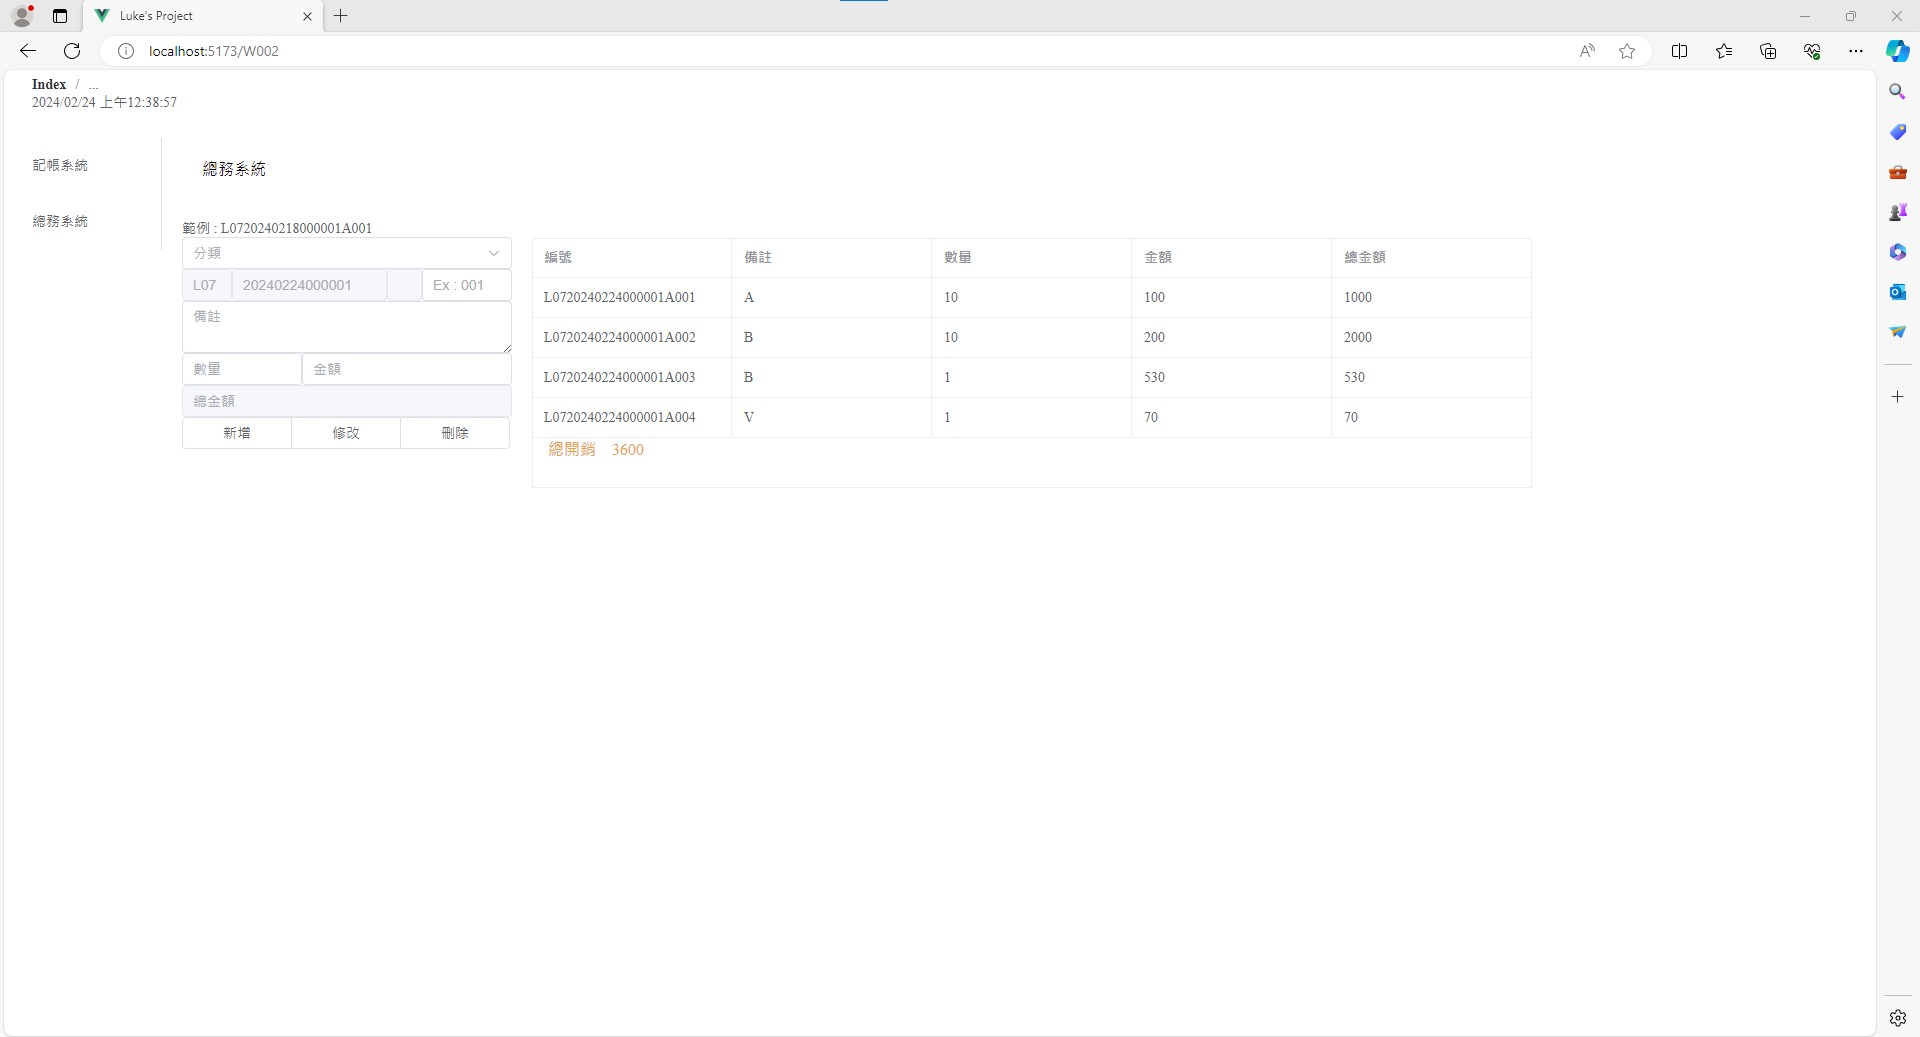 Luke's Project
localhost:5173/W002
Index / ...
2024/02/24 上午12:38:57
記帳系統
總務系統
總務系統
範例 : L0720240218000001A001
分類
L07 20240224000001 Ex : 001
備註
數量 金額
總金額
新增 修改 刪除
編號 備註 數量 金額 總金額
L0720240224000001A001 A 10 100 1000
L0720240224000001A002 B 10 200 2000
L0720240224000001A003 B 1 530 530
L0720240224000001A004 V 1 70 70
總開銷 3600